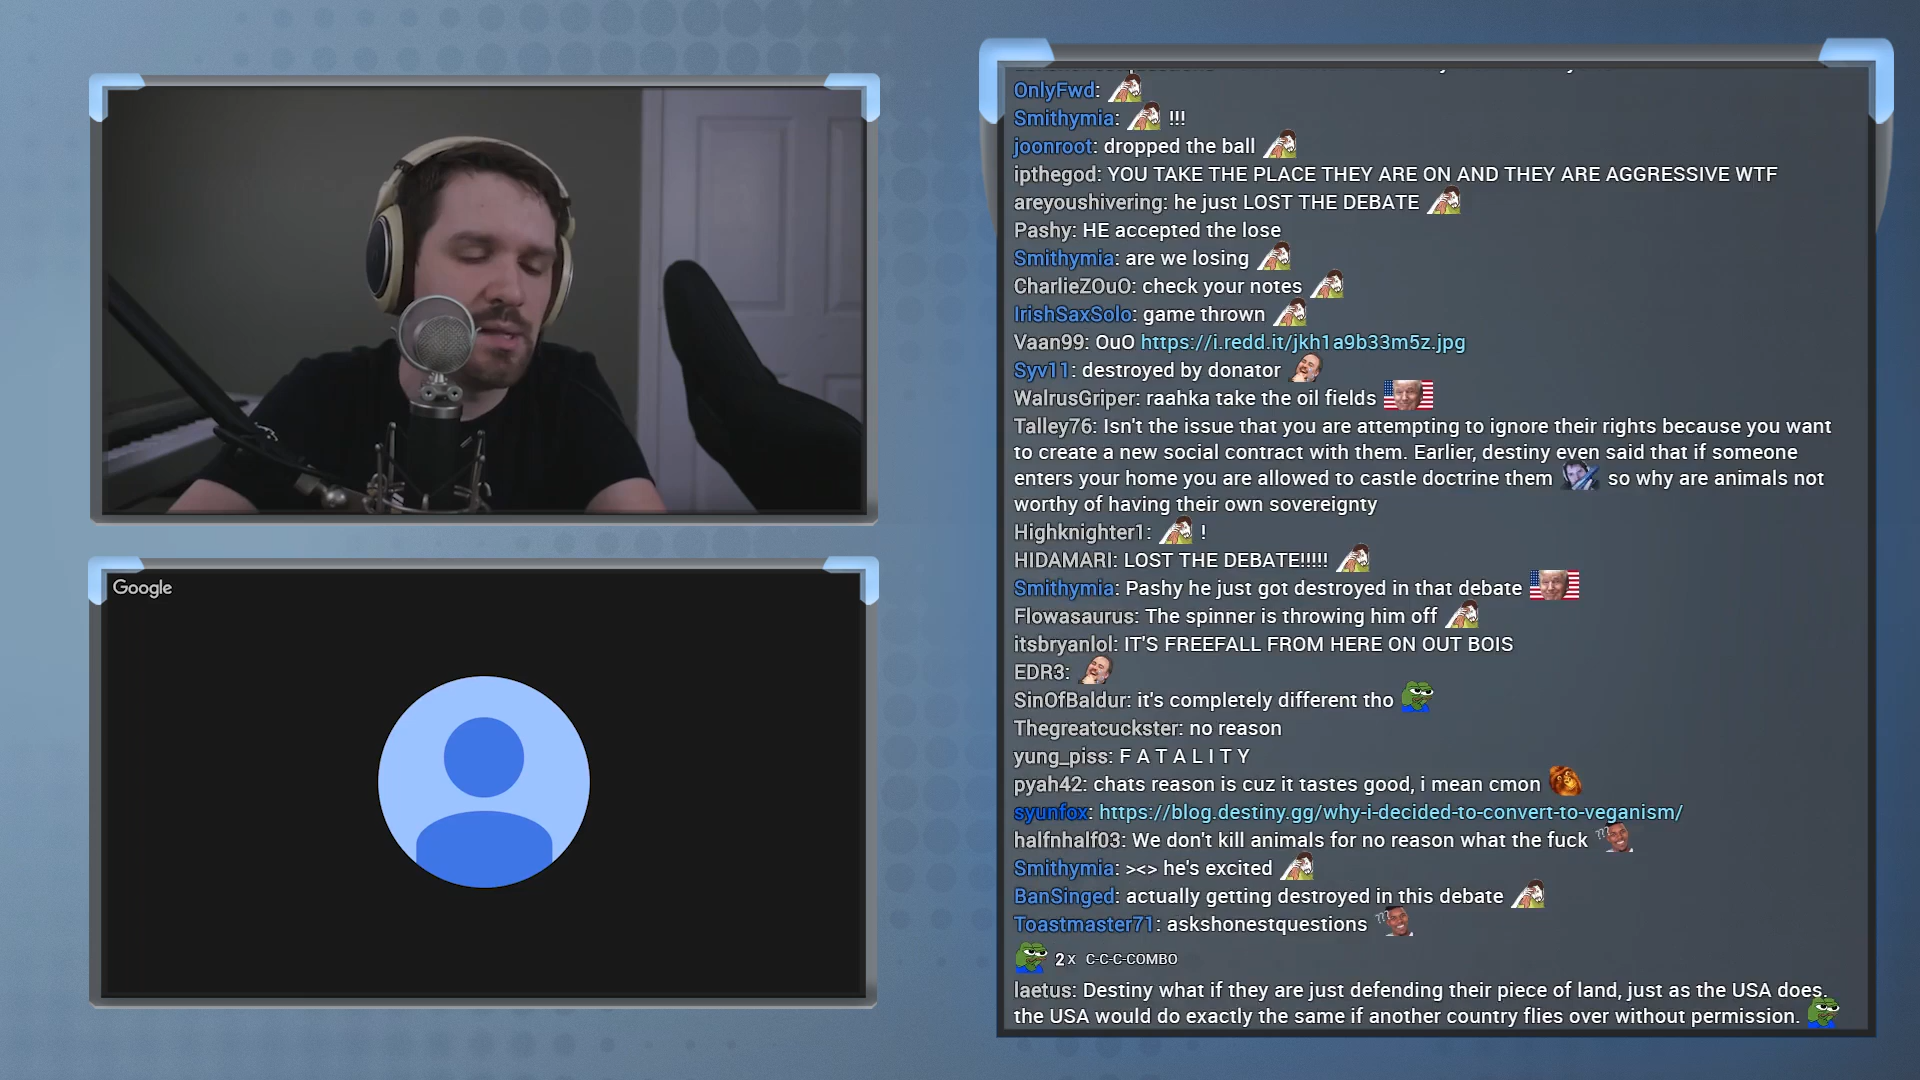 Google
OnlyFwd:
Smithymia: !!!
joonroot: dropped the ball
ipthegod: YOU TAKE THE PLACE THEY ARE ON AND THEY ARE AGGRESSIVE WTF
areyoushivering: he just LOST THE DEBATE
Pashy: HE accepted the lose
Smithymia: are we losing
CharlieZOuO: check your notes
IrishSaxSolo: game thrown
Vaan99: OuO https://i.redd.it/jkh1a9b33m5z.jpg
Syv11: destroyed by donator
WalrusGriper: raahka take the oil fields
Talley76: Isn't the issue that you are attempting to ignore their rights because you want
to create a new social contract with them. Earlier, destiny even said that if someone
enters your home you are allowed to castle doctrine them so why are animals not
worthy of having their own sovereignty
Highknighter1: !
HIDAMARI: LOST THE DEBATE!!!!!
Smithymia: Pashy he just got destroyed in that debate
Flowasaurus: The spinner is throwing him off
itsbryanlol: IT'S FREEFALL FROM HERE ON OUT BOIS
EDR3:
SinOfBaldur: it's completely different tho
Thegreatcuckster: no reason
yung_piss: F A T A L I T Y
pyah42: chats reason is cuz it tastes good, i mean cmon
syunfox: https://blog.destiny.gg/why-i-decided-to-convert-to-veganism/
halfnhalf03: We don't kill animals for no reason what the fuck
Smithymia: ><> he's excited
BanSinged: actually getting destroyed in this debate
Toastmaster71: askshonestquestions
2x C-C-C-COMBO
laetus: Destiny what if they are just defending their piece of land, just as the USA does.
the USA would do exactly the same if another country flies over without permission.